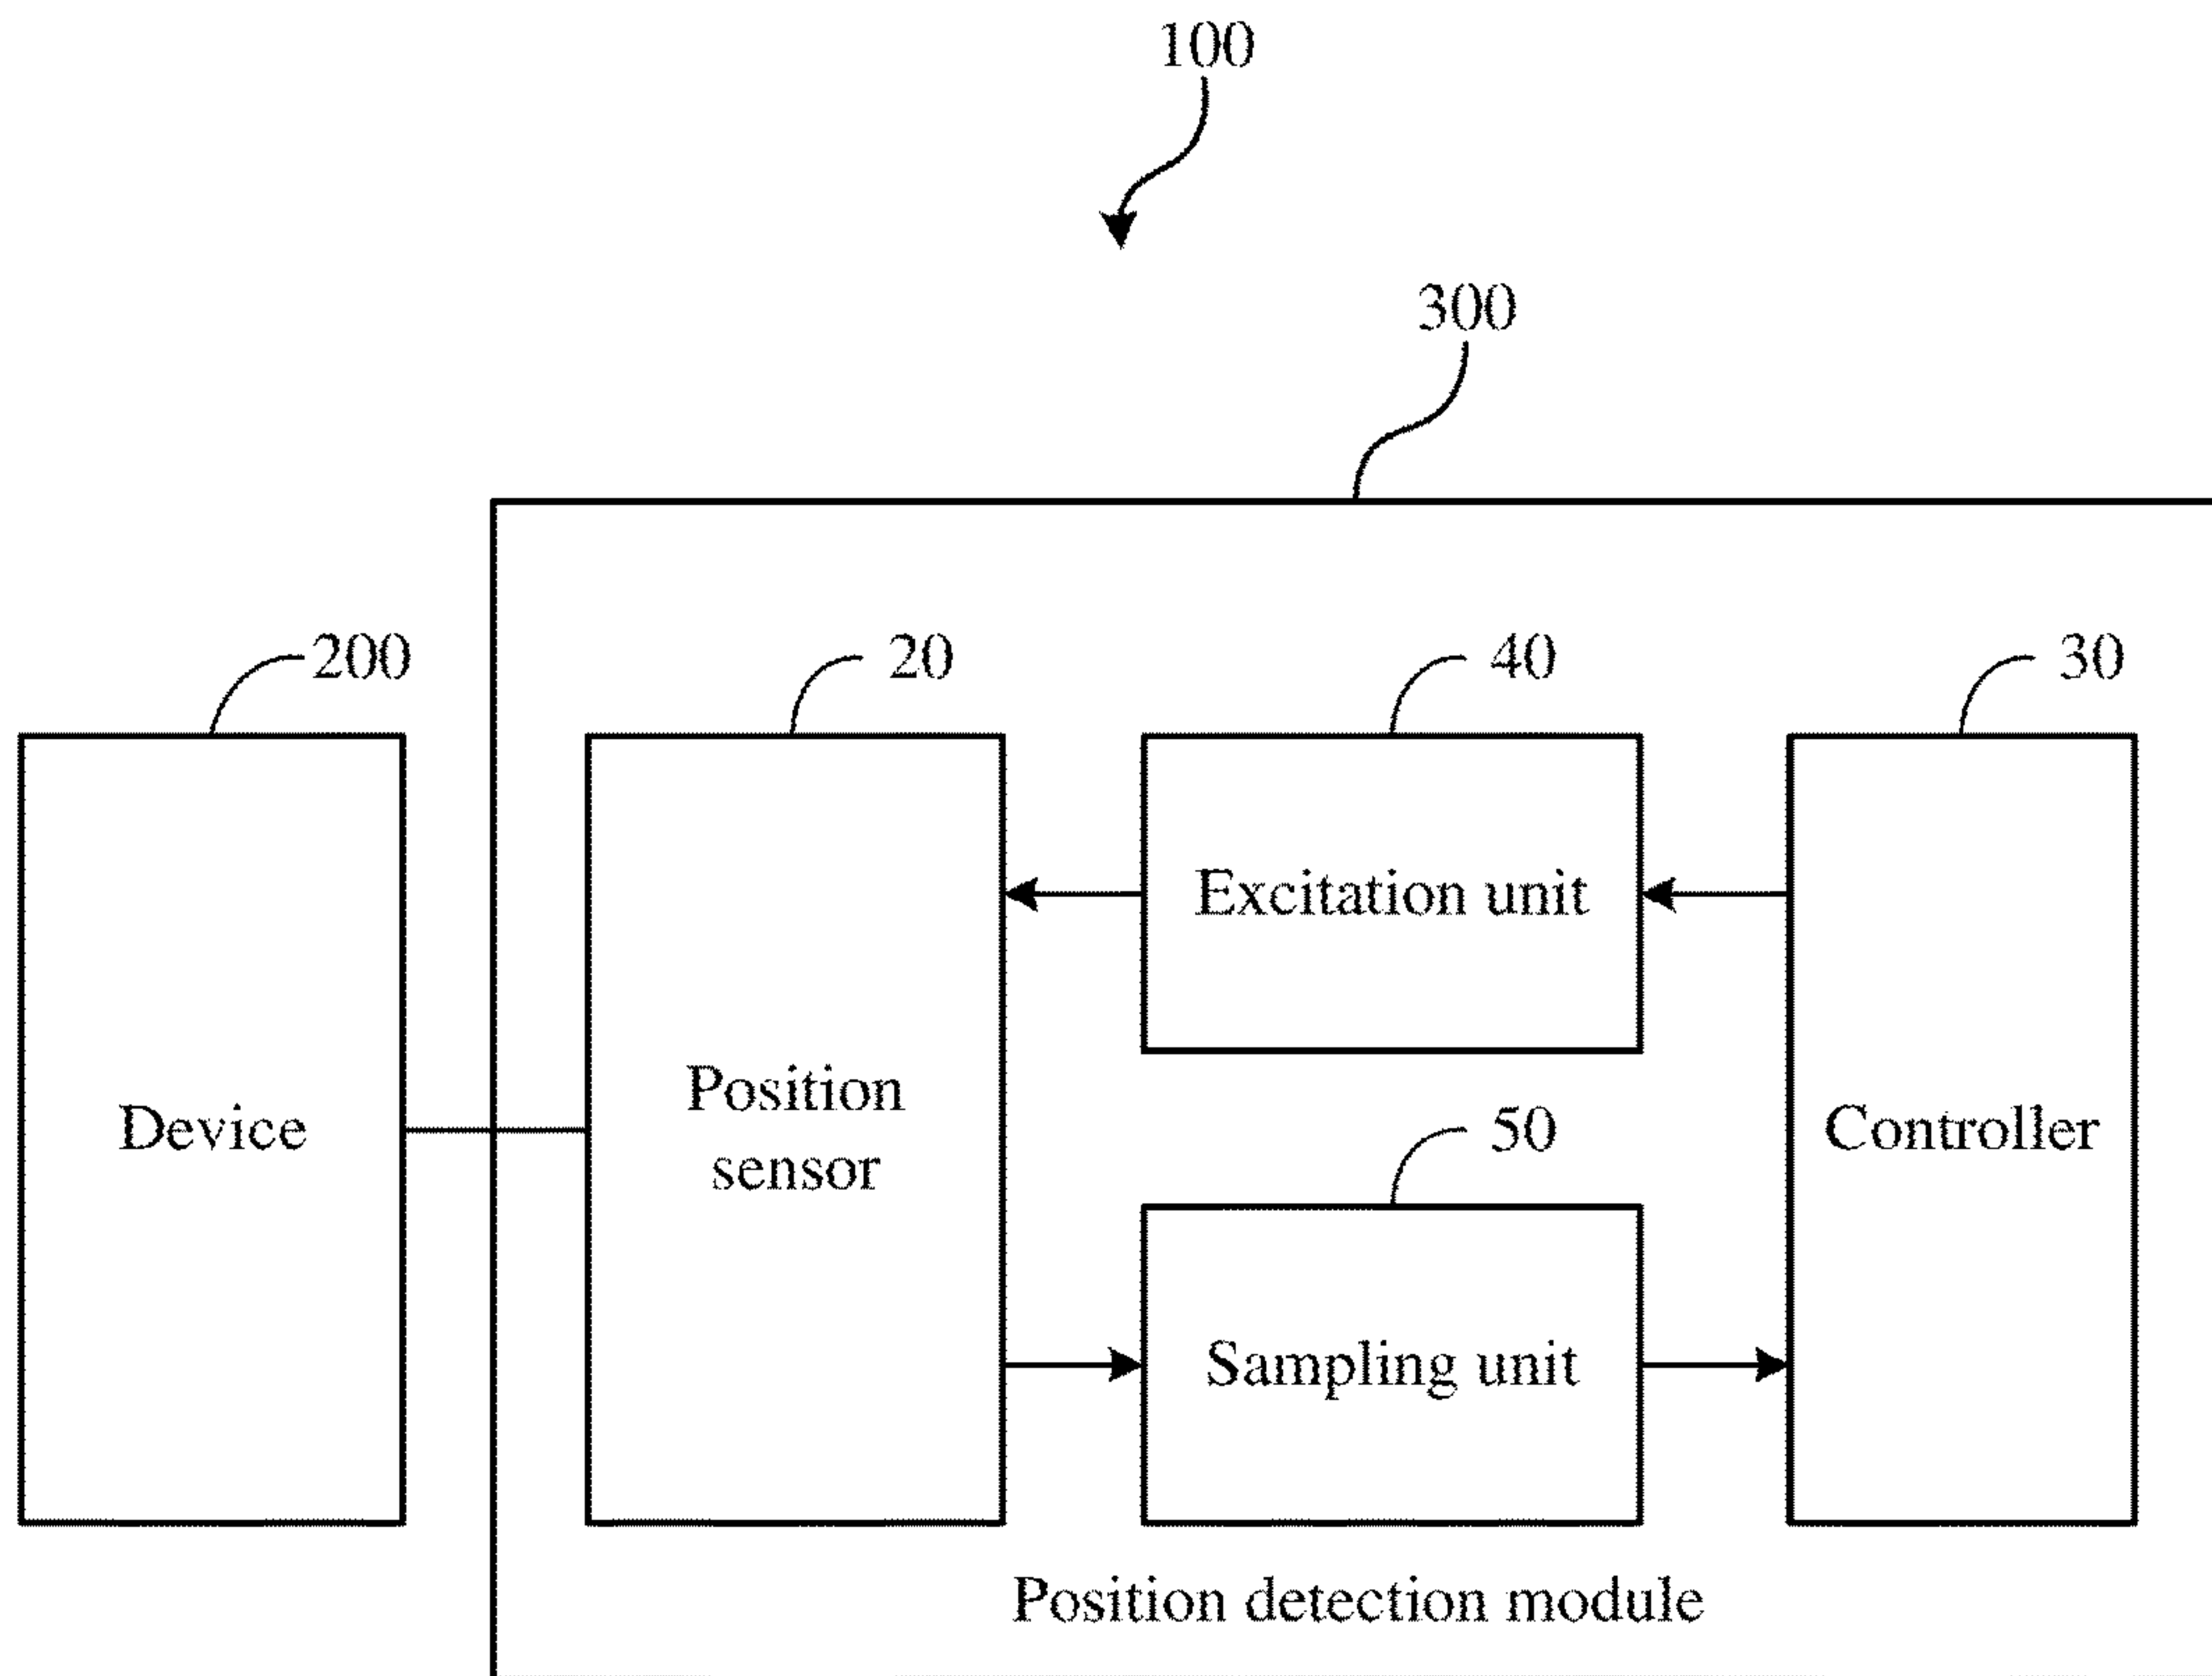 100
300
200
20
40
30
Excitation unit
Position
sensor
Device
50
Controller
Sampling unit
Position detection module